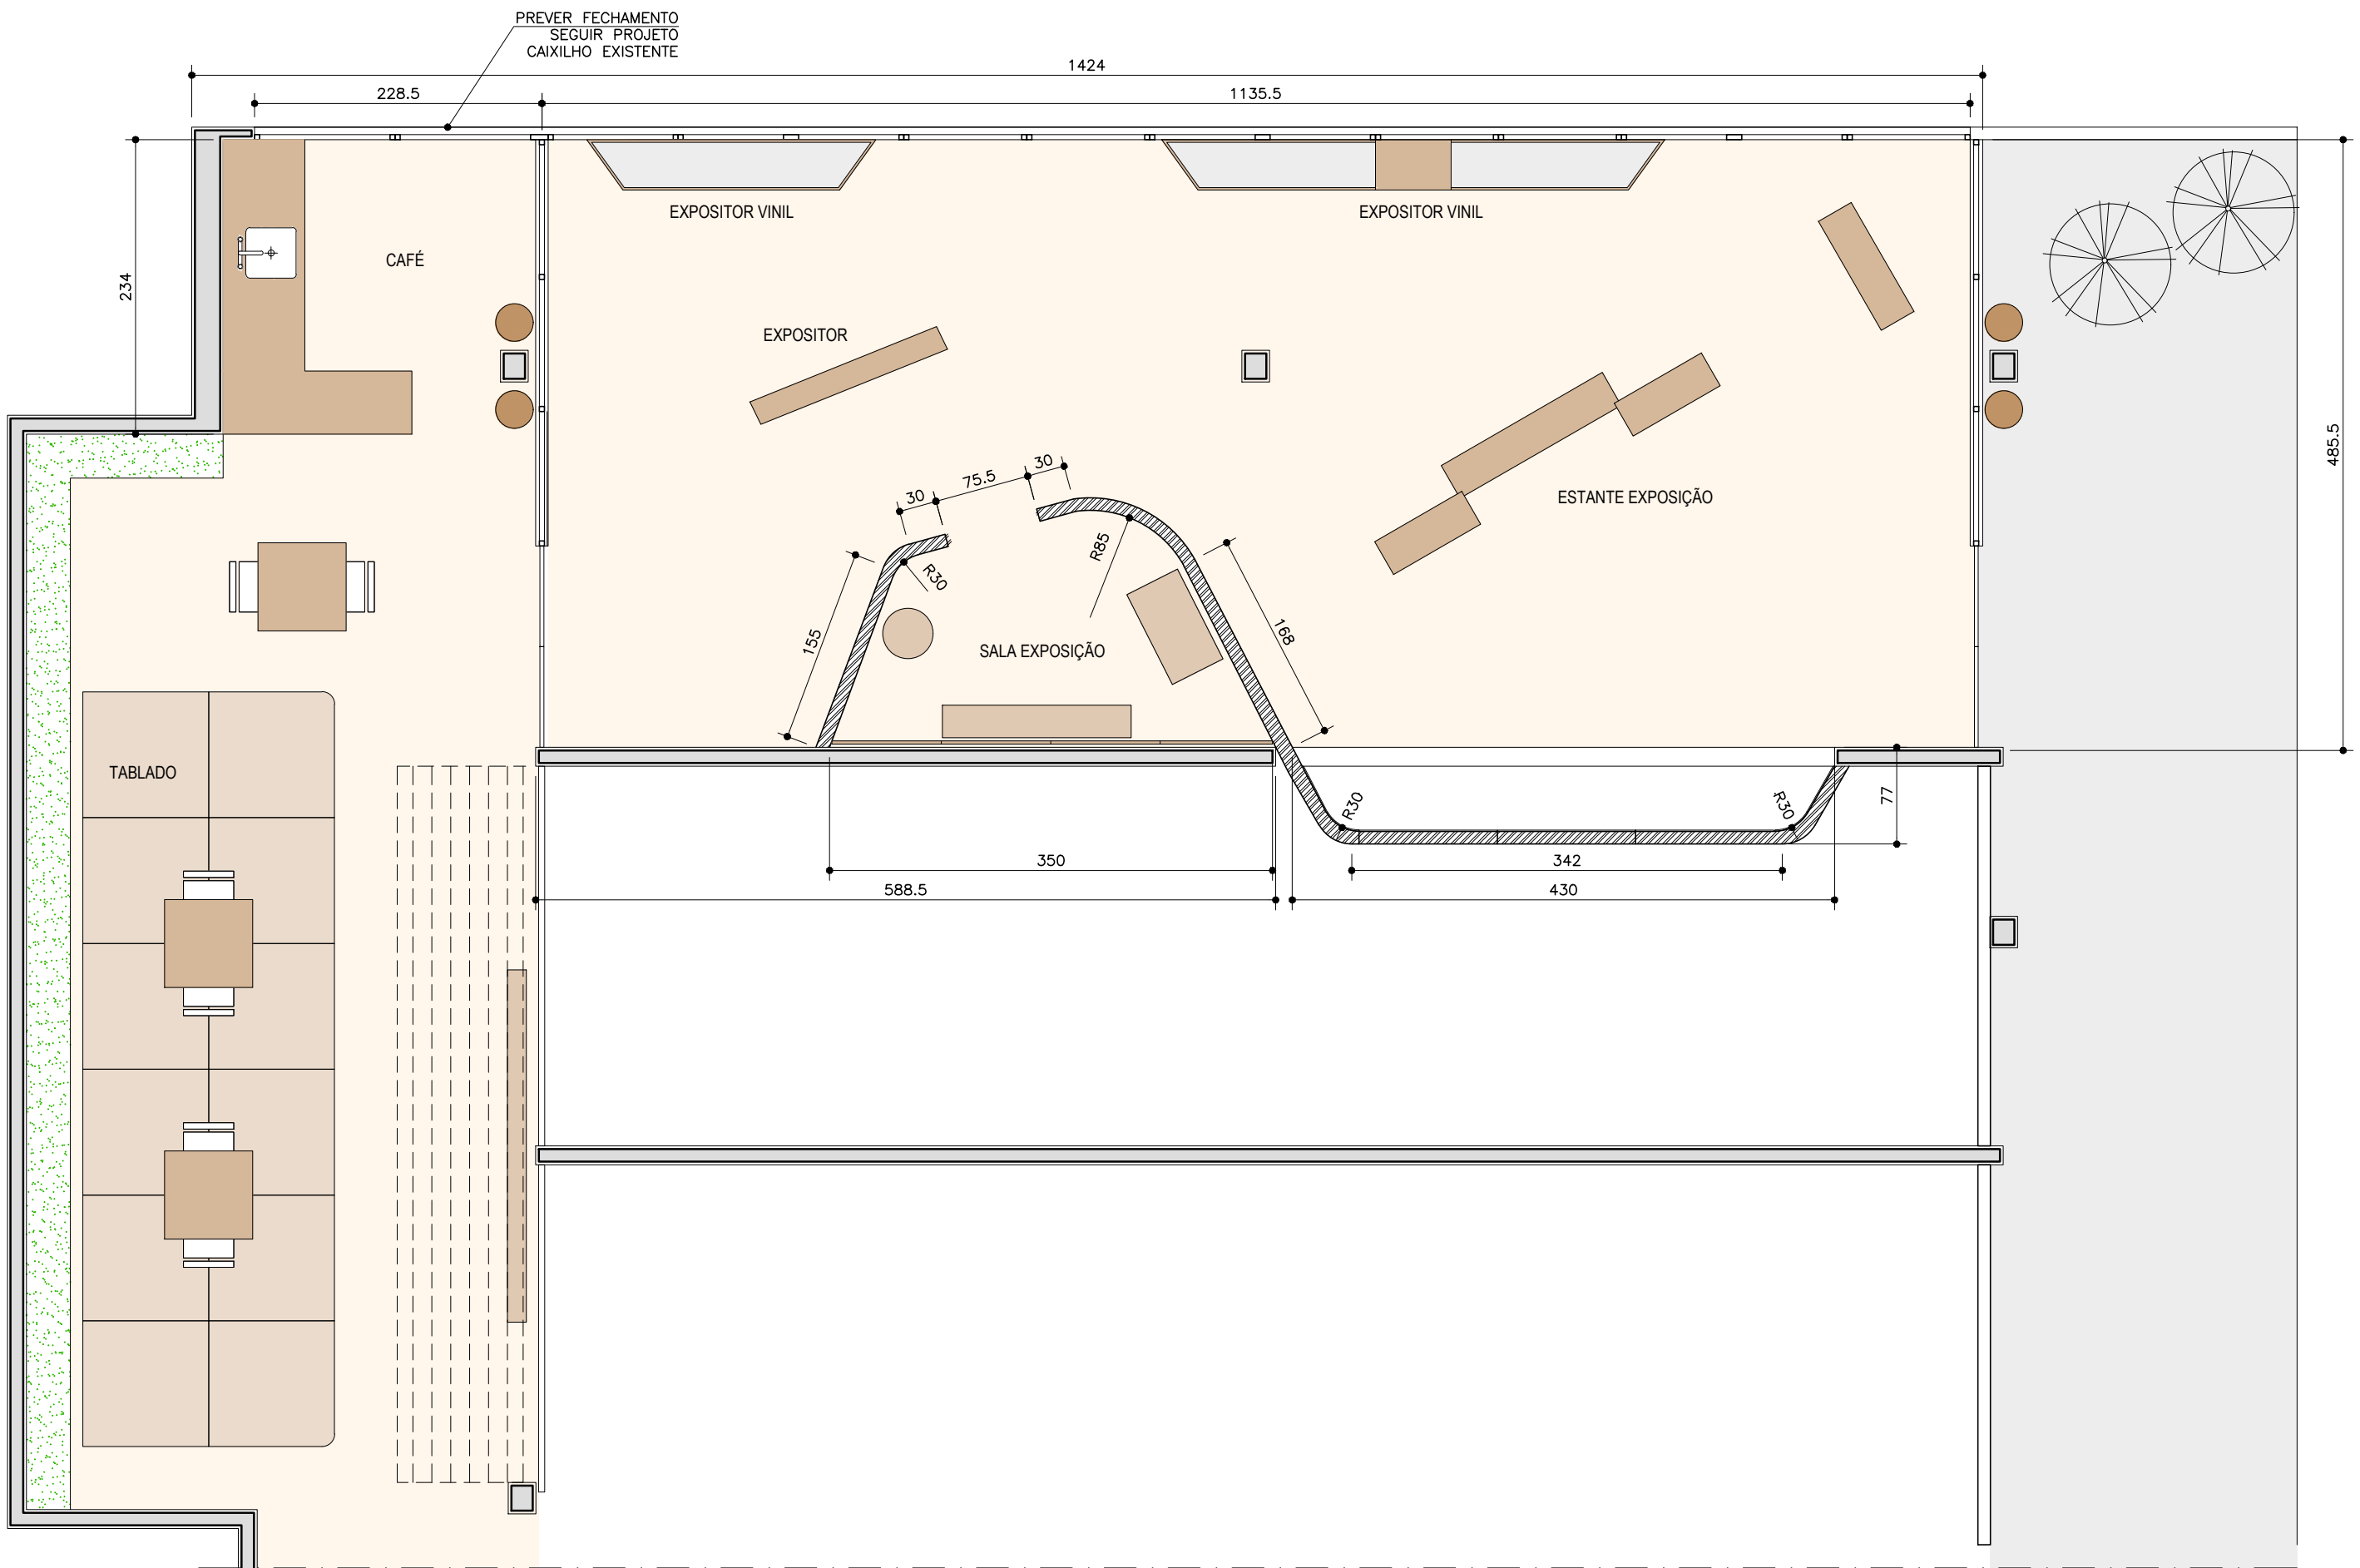 PREVER FECHAMENTO
SEGUIR PROJETO
CAIXILHO EXISTENTE
1424
228.5
1135.5
EXPOSITOR VINIL
EXPOSITOR VINIL
CAFÉ
234
EXPOSITOR
485.5
30
75.5
30
ESTANTE EXPOSIÇÃO
R85
R30
155
168
SALA EXPOSIÇÃO
TABLADO
77
R30
R30
350
342
588.5
430